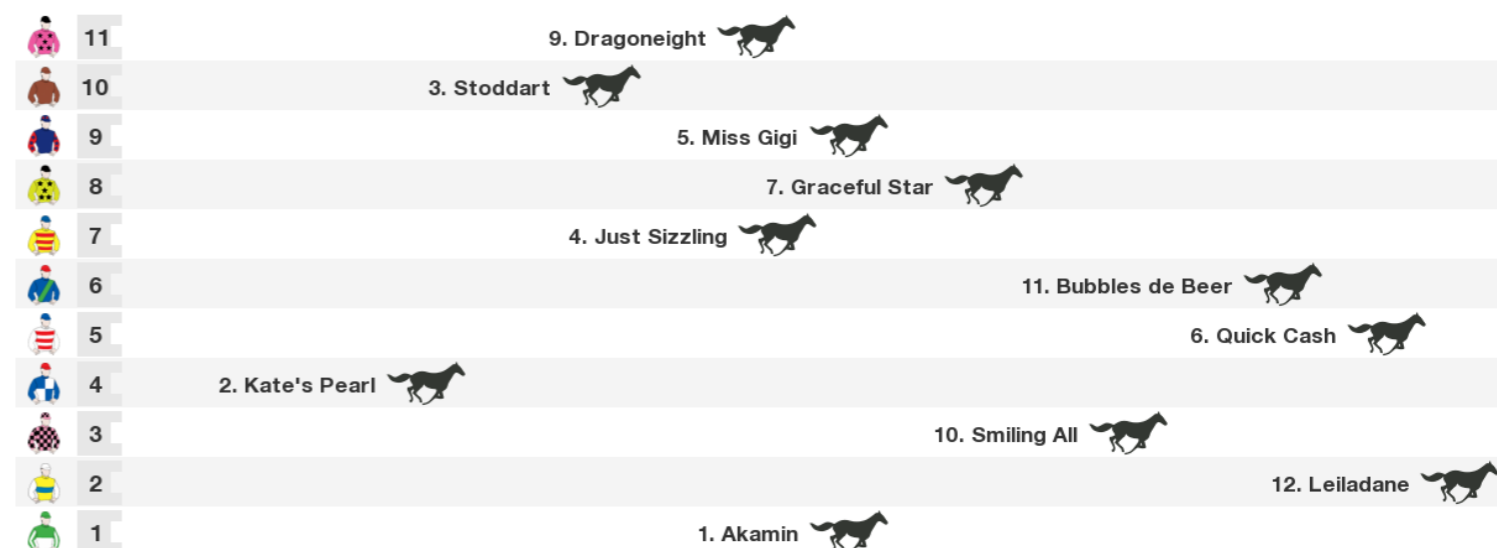 11 9. Dragoneight
10 3. Stoddart
9 5. Miss Gigi
8 7. Graceful Star
7 4. Just Sizzling
6 11. Bubbles de Beer
5 6. Quick Cash
4 2. Kate's Pearl
3 10. Smiling All
2 12. Leiladane
1 1. Akamin